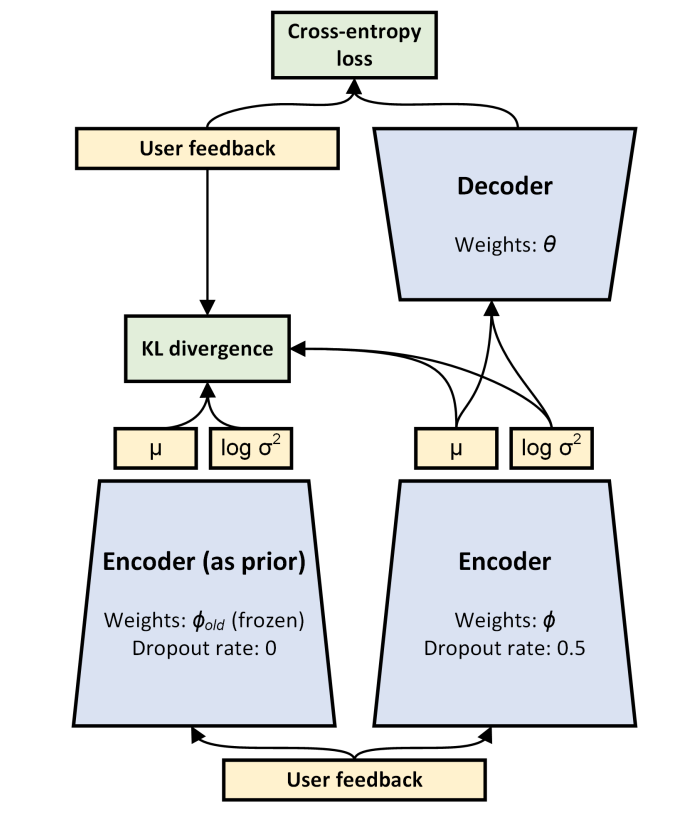 Cross-entropy
loss
User feedback
Decoder
Weights: θ
KL divergence
μ
log σ²
μ
log σ²
Encoder (as prior)
Weights: ϕold (frozen)
Dropout rate: 0
Encoder
Weights: ϕ
Dropout rate: 0.5
User feedback